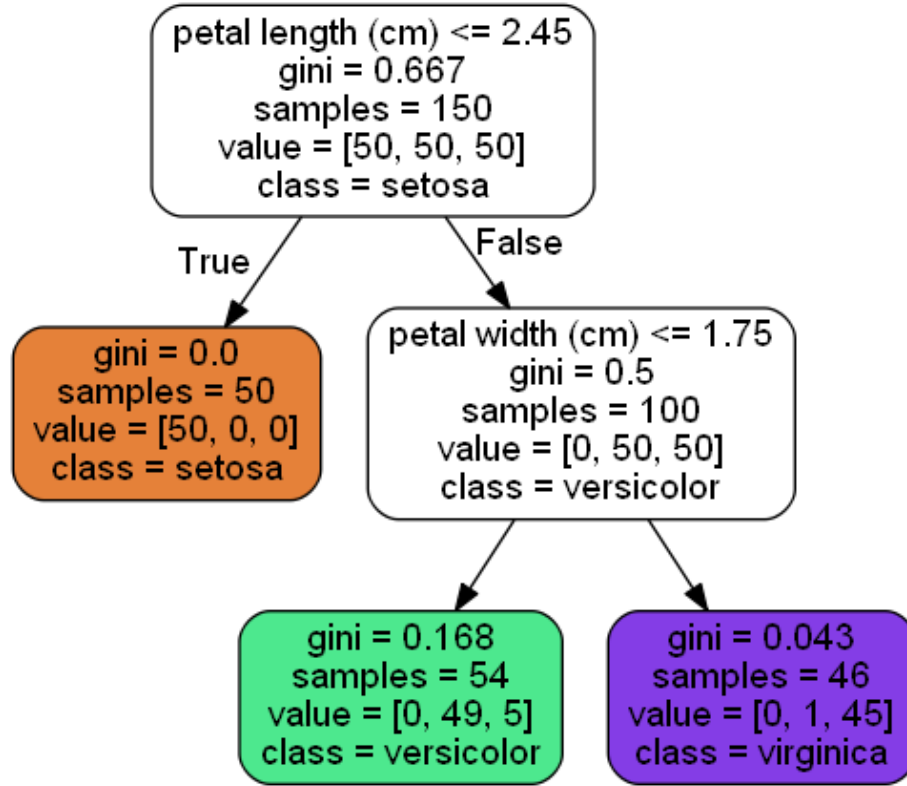 petal length (cm) <= 2.45
gini = 0.667
samples = 150
value = [50, 50, 50]
class = setosa
True
False
gini = 0.0
samples = 50
value = [50, 0, 0]
class = setosa
petal width (cm) <= 1.75
gini = 0.5
samples = 100
value = [0, 50, 50]
class = versicolor
gini = 0.168
samples = 54
value = [0, 49, 5]
class = versicolor
gini = 0.043
samples = 46
value = [0, 1, 45]
class = virginica